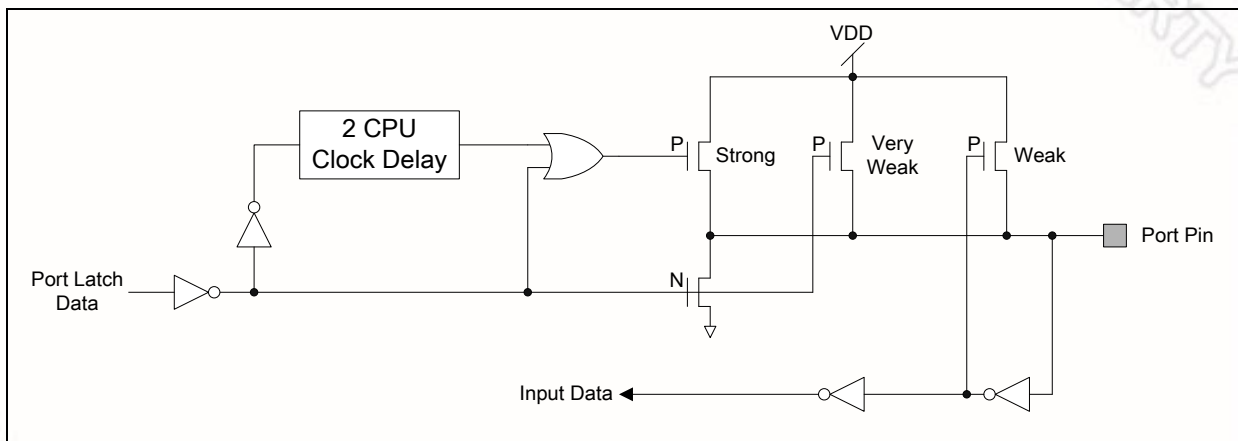 VDD
2 CPU
Clock Delay
P
Strong
P
Very
Weak
P
Weak
Port Pin
N
Port Latch
Data
Input Data